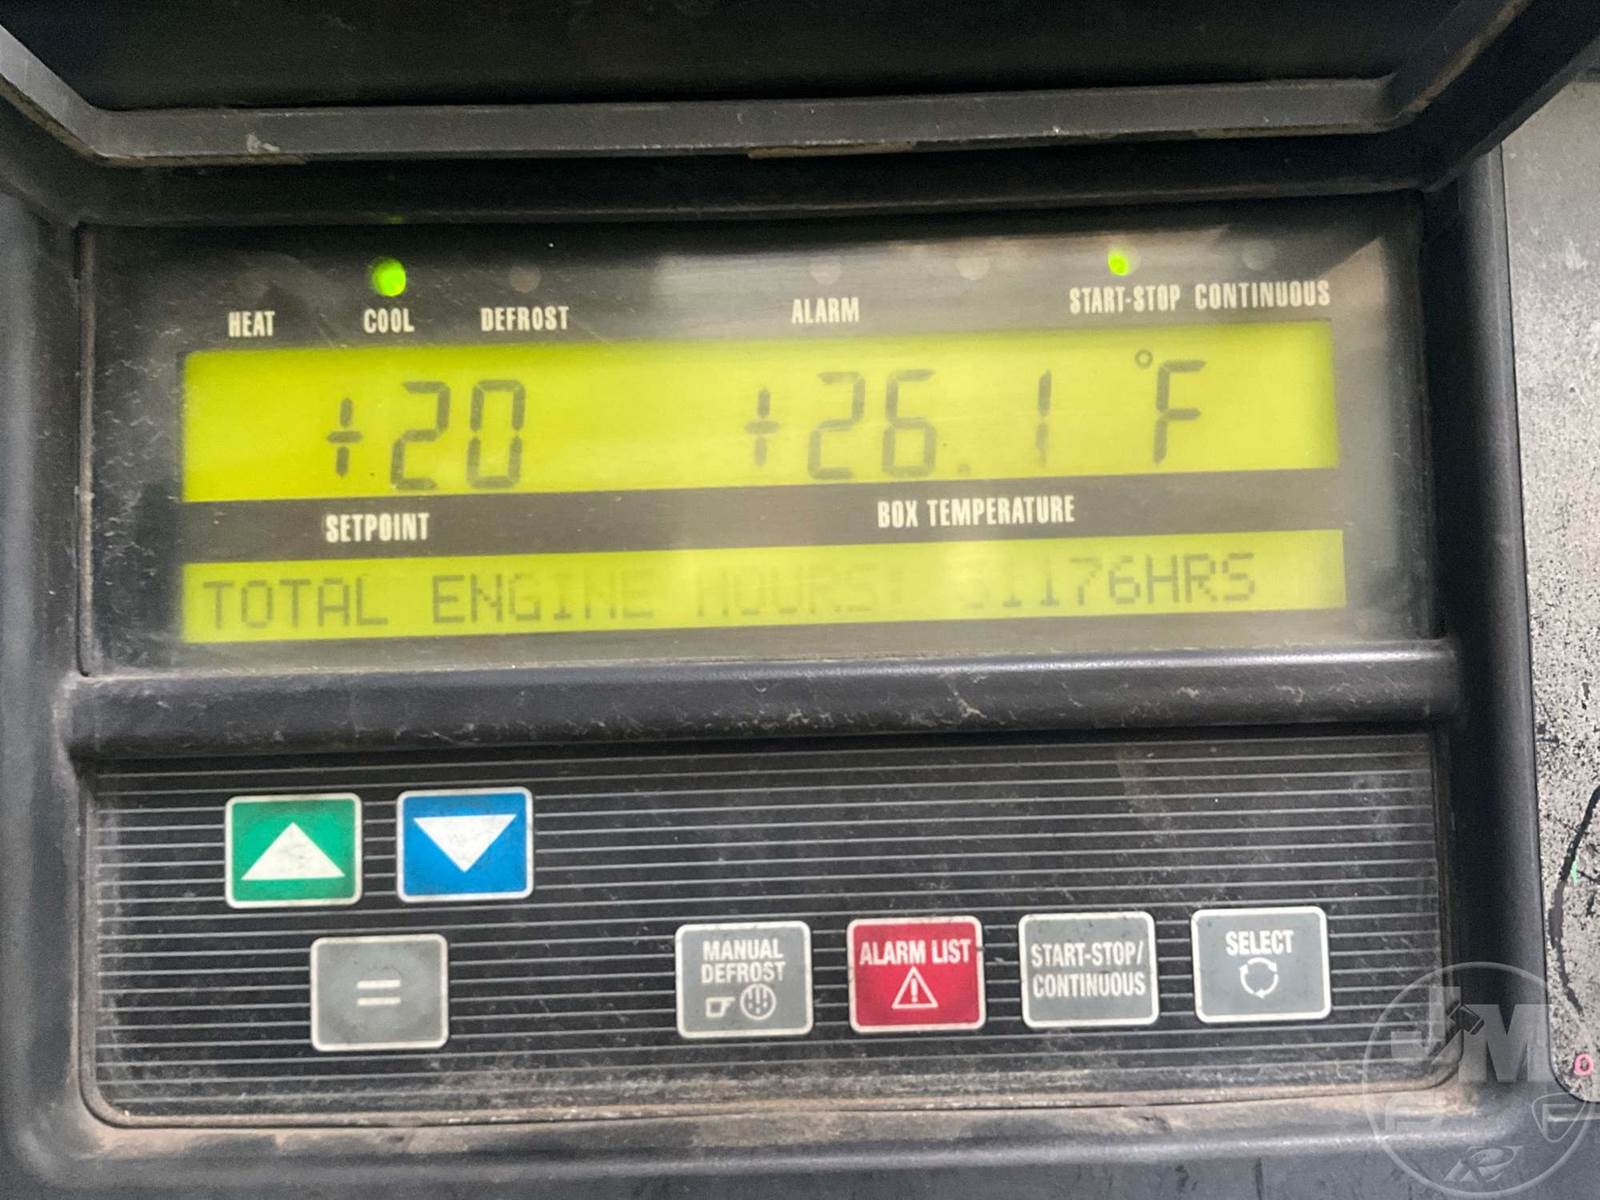 HEAT COOL DEFROST ALARM START-STOP CONTINUOUS
+20 +26.1 °F
SETPOINT BOX TEMPERATURE
TOTAL ENGINE HOURS:
=
MANUAL DEFROST
ALARM LIST
START-STOP/
CONTINUOUS
SELECT
JM